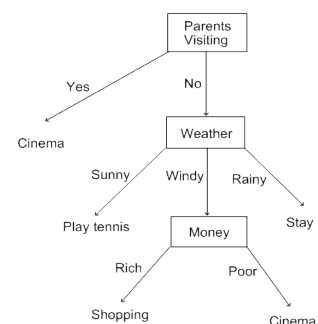 Parents
Visiting
Yes
No
Cinema
Weather
Sunny
Windy
Rainy
Play tennis
Stay
Money
Rich
Poor
Shopping
Cinema